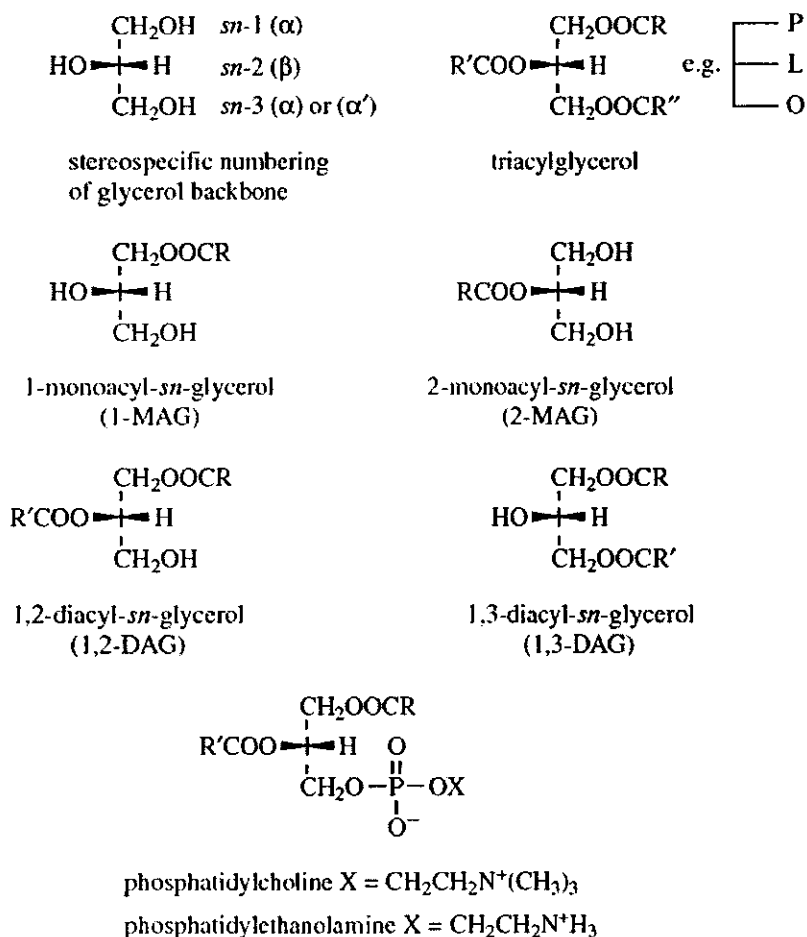 CH₂OH sn-1 (α)
HO H sn-2 (β)
CH₂OH sn-3 (α) or (α′)
stereospecific numbering
of glycerol backbone
CH₂OOCR
R′COO H
CH₂OOCR″
e.g. P
L
O
triacylglycerol
CH₂OOCR
HO H
CH₂OH
1-monoacyl-sn-glycerol
(1-MAG)
CH₂OH
RCOO H
CH₂OH
2-monoacyl-sn-glycerol
(2-MAG)
CH₂OOCR
R′COO H
CH₂OH
1,2-diacyl-sn-glycerol
(1,2-DAG)
CH₂OOCR
HO H
CH₂OOCR′
1,3-diacyl-sn-glycerol
(1,3-DAG)
CH₂OOCR
R′COO H O
CH₂O–P–OX
O⁻
phosphatidylcholine X = CH₂CH₂N⁺(CH₃)₃
phosphatidylethanolamine X = CH₂CH₂N⁺H₃